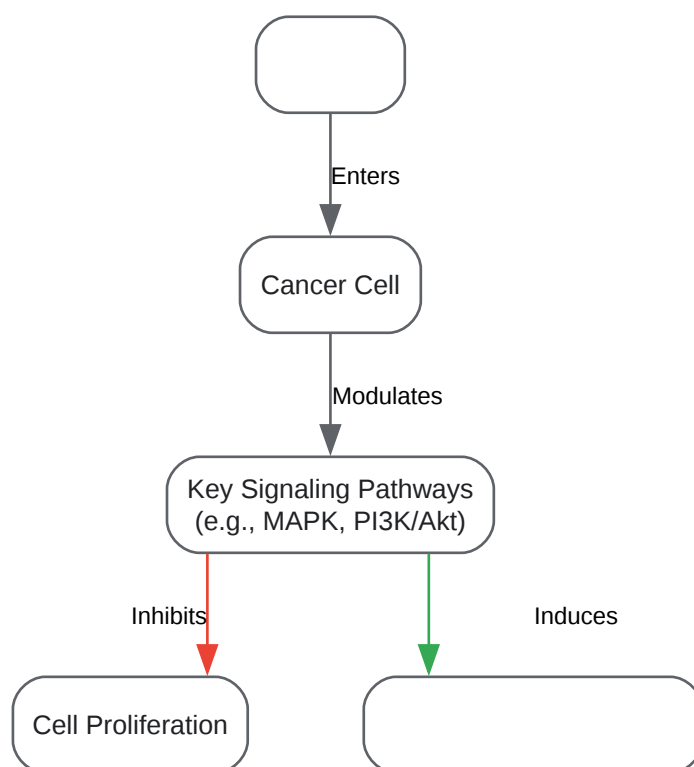 Enters
Cancer Cell
Modulates
Key Signaling Pathways
(e.g., MAPK, PI3K/Akt)
Inhibits
Induces
Cell Proliferation